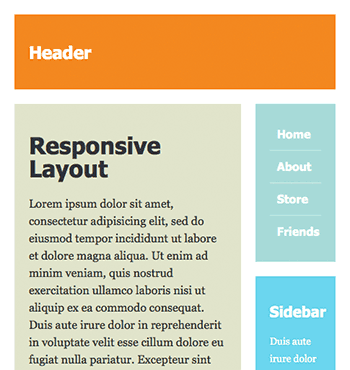 Header
Responsive
Layout
Lorem ipsum dolor sit amet,
consectetur adipisicing elit, sed do
eiusmod tempor incididunt ut labore
et dolore magna aliqua. Ut enim ad
minim veniam, quis nostrud
exercitation ullamco laboris nisi ut
aliquip ex ea commodo consequat.
Duis aute irure dolor in reprehenderit
in voluptate velit esse cillum dolore eu
fugiat nulla pariatur. Excepteur sint
Home
About
Store
Friends
Sidebar
Duis aute
irure dolor